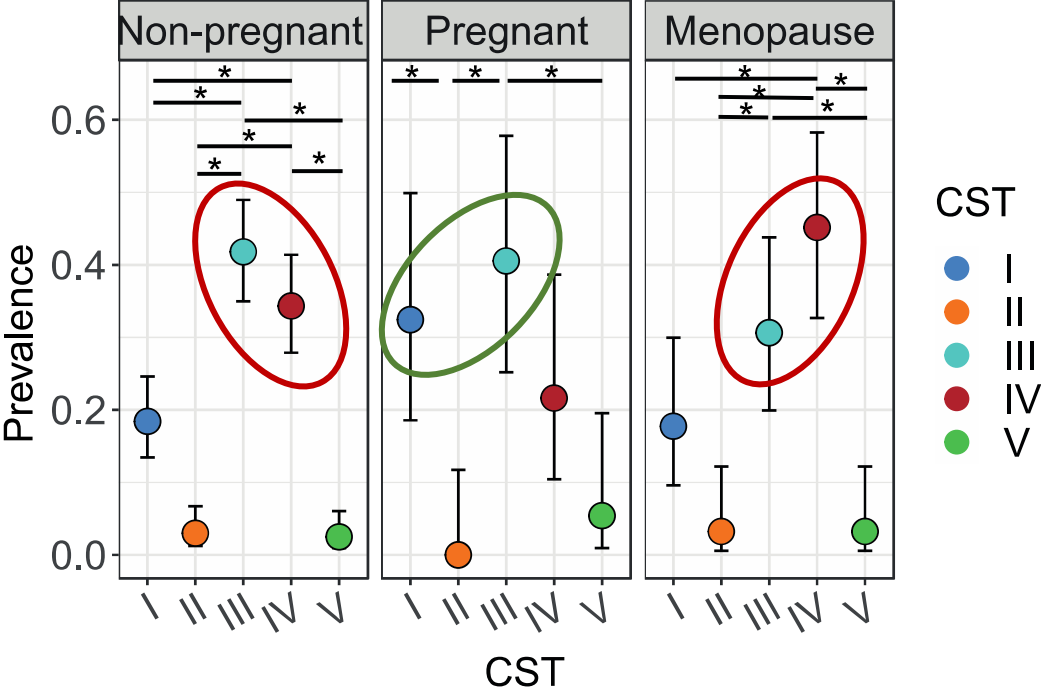 Non-pregnant Pregnant Menopause
* * * * *
* * *
* * * *
* *
* *
0.6
0.4
0.2
0.0
Prevalence
I II III IV V I II III IV V I II III IV V
CST
CST
I
II
III
IV
V